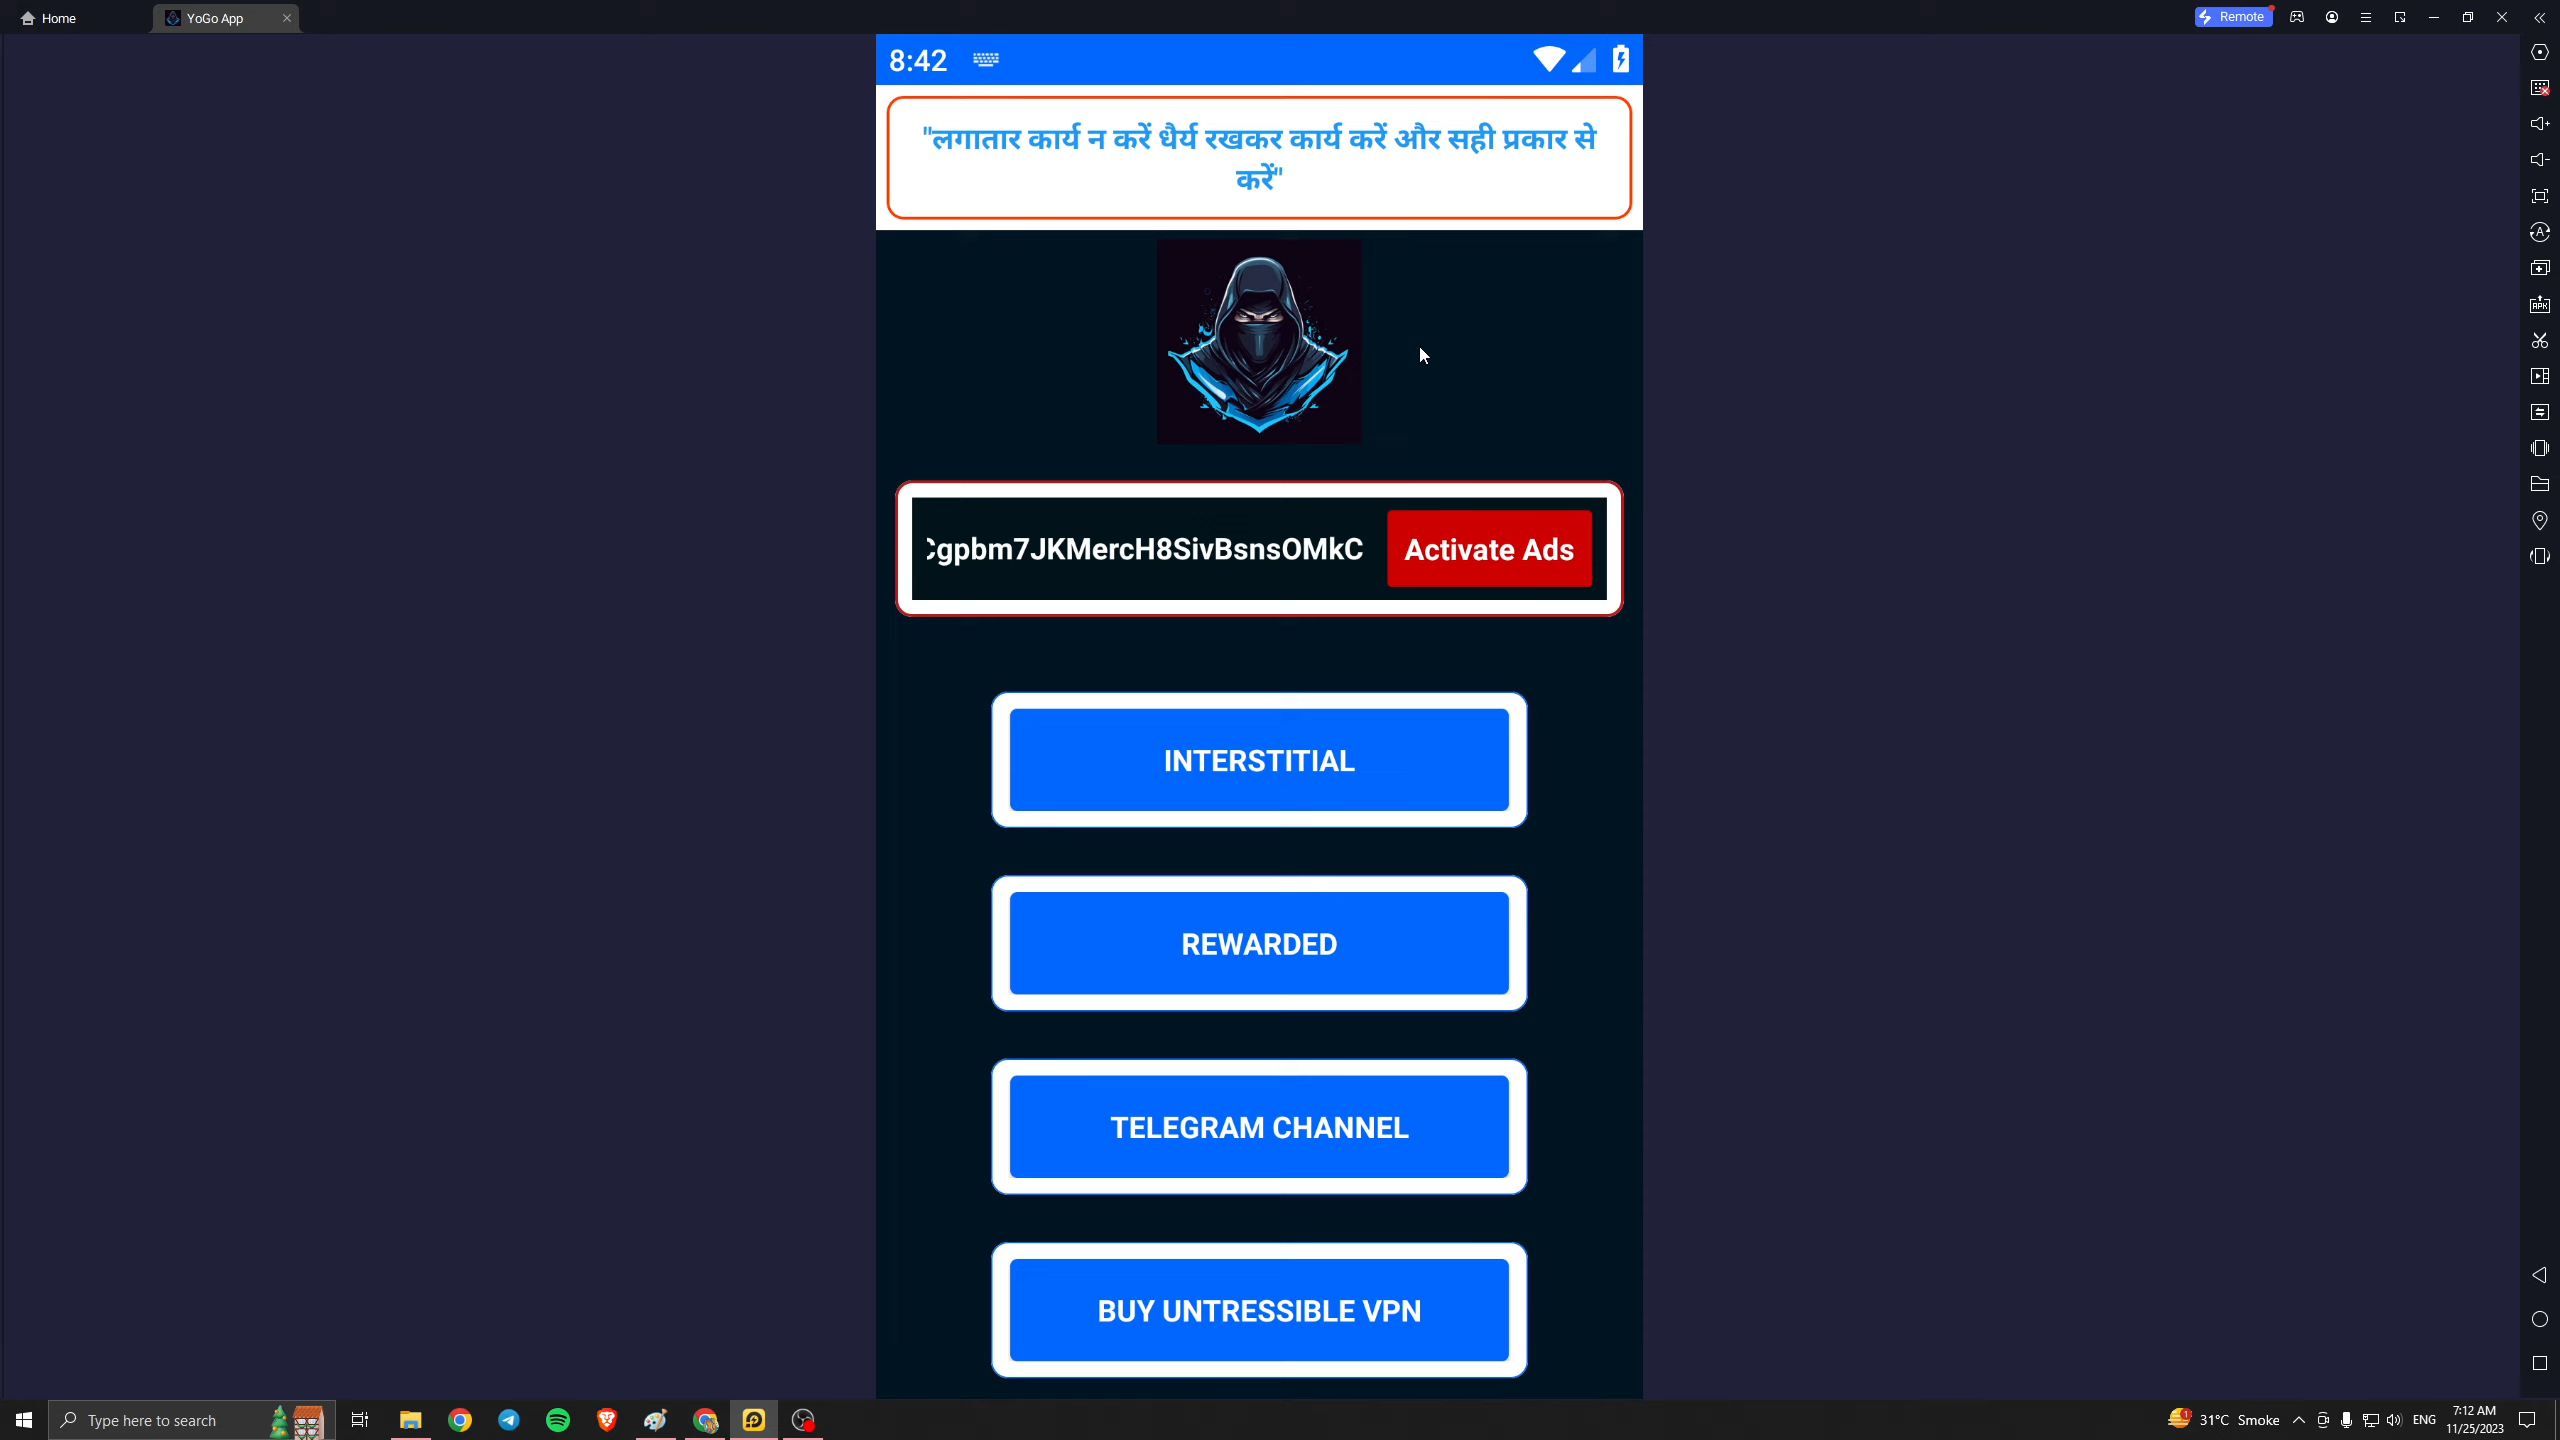 Home
YoGo App
Remote
8:42
"लगातार कार्य न करें धैर्य रखकर कार्य करें और सही प्रकार से
करें"
Cgpbm7JKMercH8SivBsnsOMkC
Activate Ads
INTERSTITIAL
REWARDED
TELEGRAM CHANNEL
BUY UNTRESSIBLE VPN
Type here to search
31°C Smoke
ENG
7:12 AM
11/25/2023